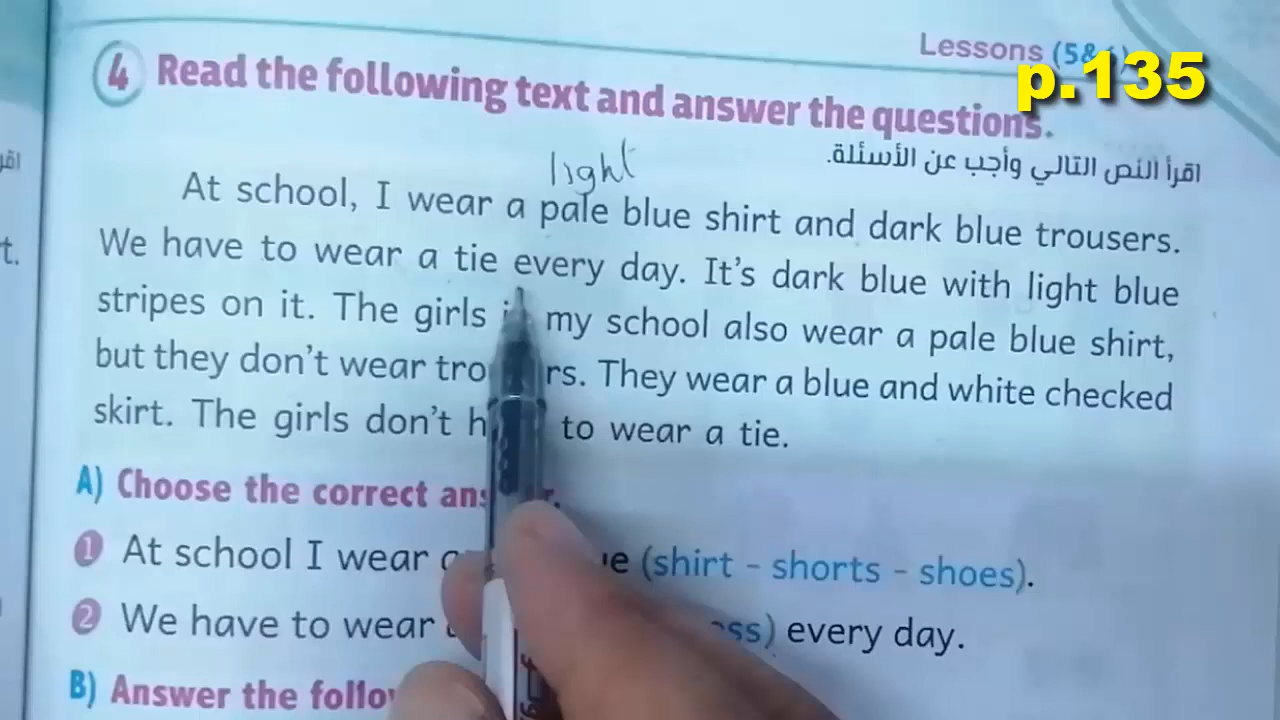 Lessons (5&
p.135
4 Read the following text and answer the questions.
اقرأ النص التالي وأجب عن الأسئلة.
light
At school, I wear a pale blue shirt and dark blue trousers.
We have to wear a tie every day. It's dark blue with light blue
stripes on it. The girls my school also wear a pale blue shirt,
but they don't wear. They wear a blue and white checked
skirt. The girls don't to wear a tie.
A) Choose the correct
1 At school I wear (shirt - shorts - shoes).
2 We have to wear every day.
B) Answer the
t.